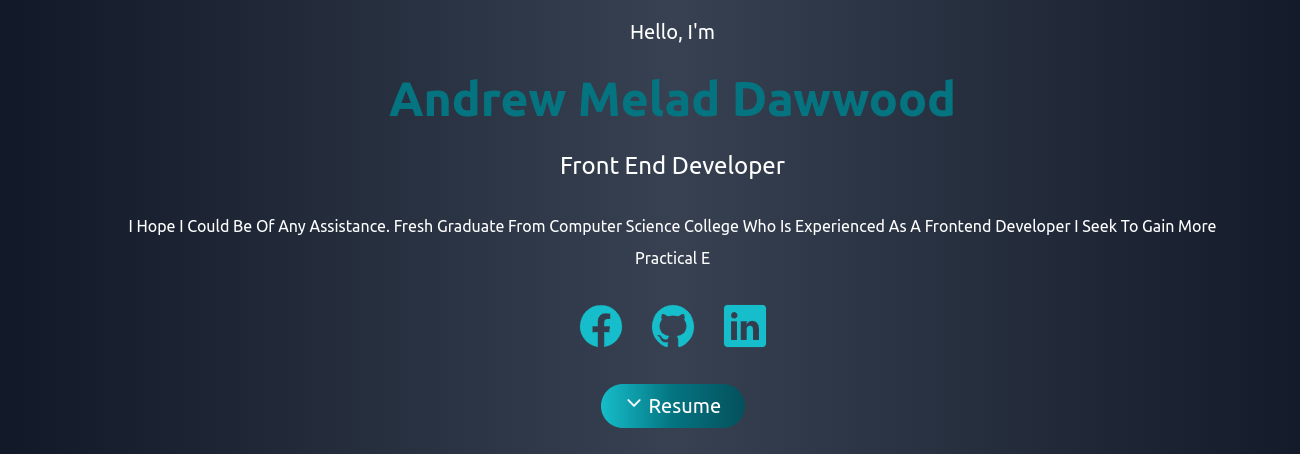 Hello, I'm
Andrew Melad Dawwood
Front End Developer
I Hope I Could Be Of Any Assistance. Fresh Graduate From Computer Science College Who Is Experienced As A Frontend Developer I Seek To Gain More
Practical E
Resume